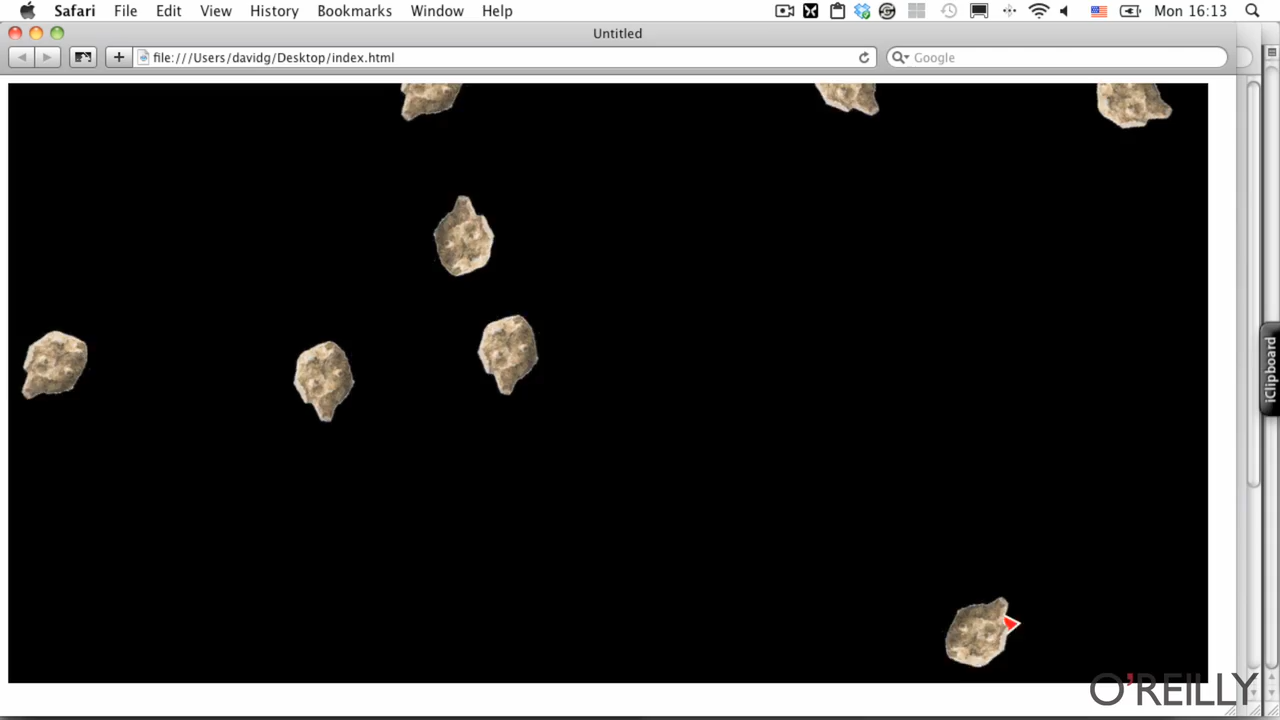 Safari File Edit View History Bookmarks Window Help Mon 16:13
Untitled
file:///Users/davidg/Desktop/index.html Google
iClipboard
O'REILLY